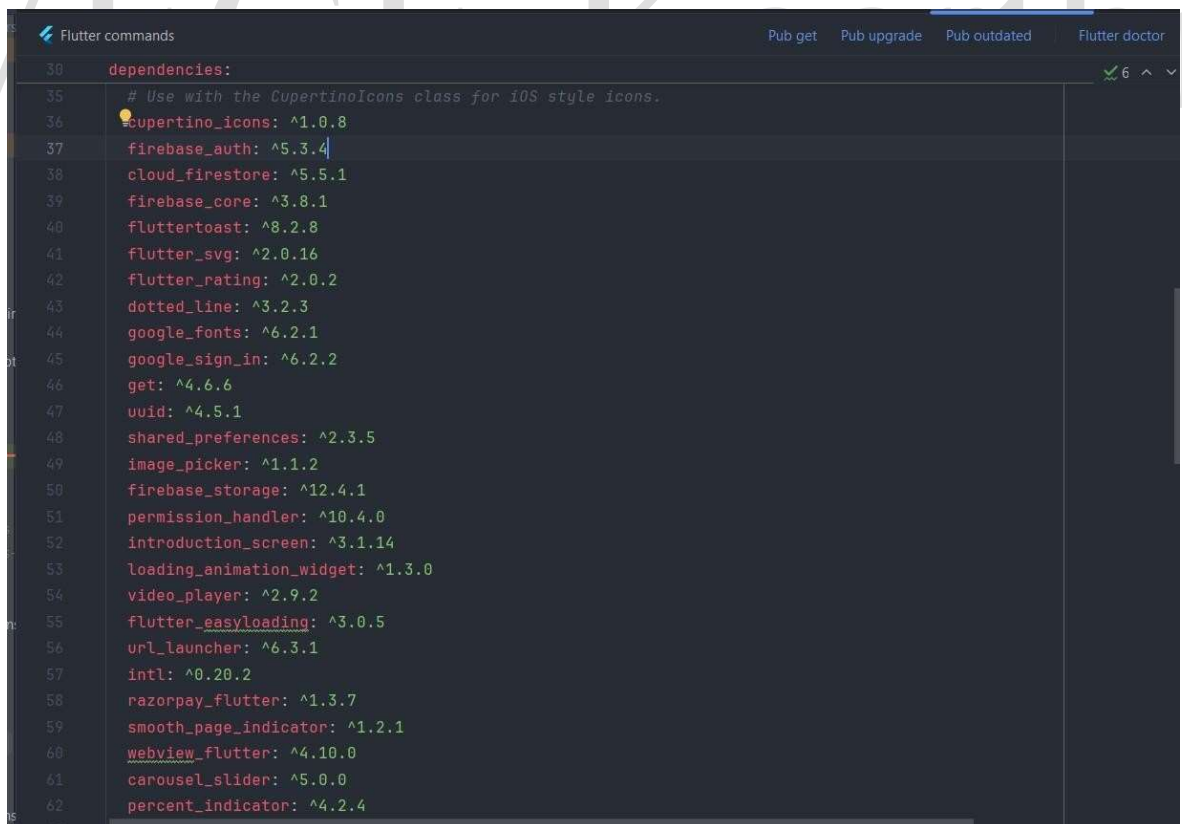 Flutter commands Pub get Pub upgrade Pub outdated Flutter doctor
30 dependencies: 6
35 # Use with the CupertinoIcons class for iOS style icons.
36 cupertino_icons: ^1.0.8
37 firebase_auth: ^5.3.4
38 cloud_firestore: ^5.5.1
39 firebase_core: ^3.8.1
40 fluttertoast: ^8.2.8
41 flutter_svg: ^2.0.16
42 flutter_rating: ^2.0.2
43 dotted_line: ^3.2.3
44 google_fonts: ^6.2.1
45 google_sign_in: ^6.2.2
46 get: ^4.6.6
47 uuid: ^4.5.1
48 shared_preferences: ^2.3.5
49 image_picker: ^1.1.2
50 firebase_storage: ^12.4.1
51 permission_handler: ^10.4.0
52 introduction_screen: ^3.1.14
53 loading_animation_widget: ^1.3.0
54 video_player: ^2.9.2
55 flutter_easyloading: ^3.0.5
56 url_launcher: ^6.3.1
57 intl: ^0.20.2
58 razorpay_flutter: ^1.3.7
59 smooth_page_indicator: ^1.2.1
60 webview_flutter: ^4.10.0
61 carousel_slider: ^5.0.0
62 percent_indicator: ^4.2.4